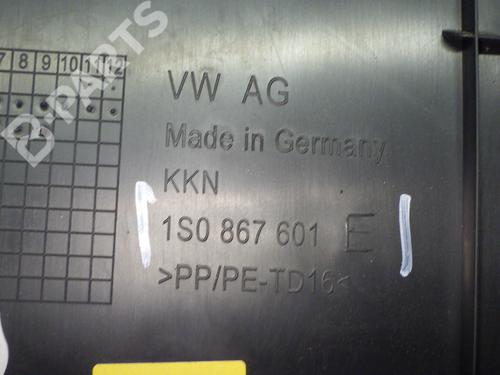 B-PARTS
7 8 9 10 11 12
VW AG
Made in Germany
KKN
1S0 867 601 E
>PP/PE-TD16<